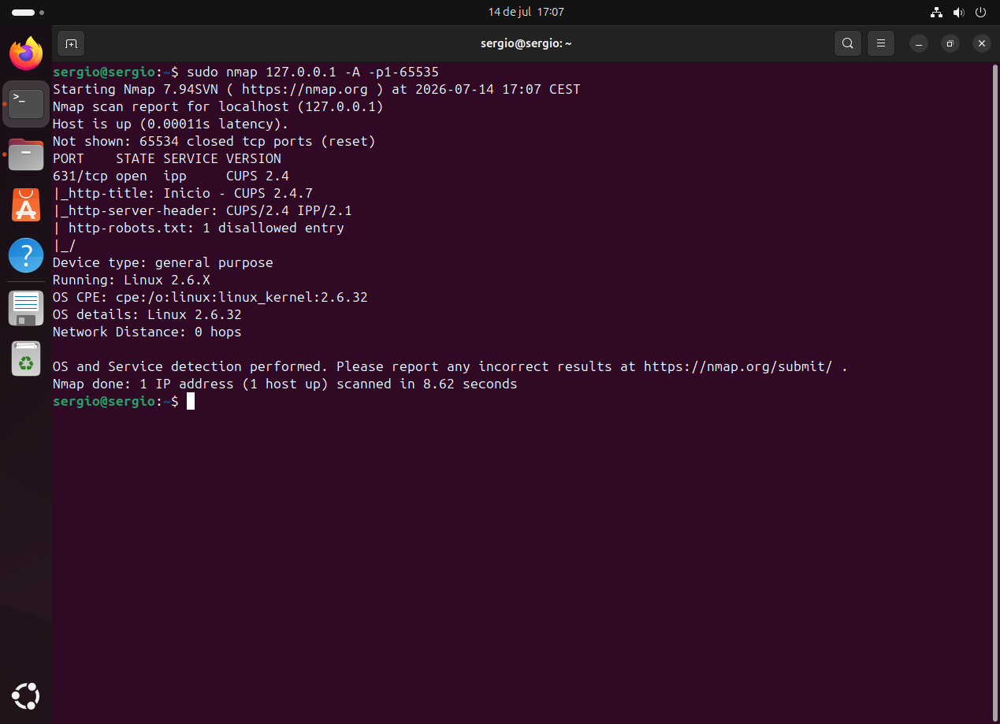 14 de jul 17:07
sergio@sergio: ~
sergio@sergio:~$ sudo nmap 127.0.0.1 -A -p1-65535
Starting Nmap 7.94SVN ( https://nmap.org ) at 2026-07-14 17:07 CEST
Nmap scan report for localhost (127.0.0.1)
Host is up (0.00011s latency).
Not shown: 65534 closed tcp ports (reset)
PORT    STATE SERVICE VERSION
631/tcp open  ipp     CUPS 2.4
|_http-title: Inicio - CUPS 2.4.7
|_http-server-header: CUPS/2.4 IPP/2.1
| http-robots.txt: 1 disallowed entry
|_/
Device type: general purpose
Running: Linux 2.6.X
OS CPE: cpe:/o:linux:linux_kernel:2.6.32
OS details: Linux 2.6.32
Network Distance: 0 hops
OS and Service detection performed. Please report any incorrect results at https://nmap.org/submit/ .
Nmap done: 1 IP address (1 host up) scanned in 8.62 seconds
sergio@sergio:~$